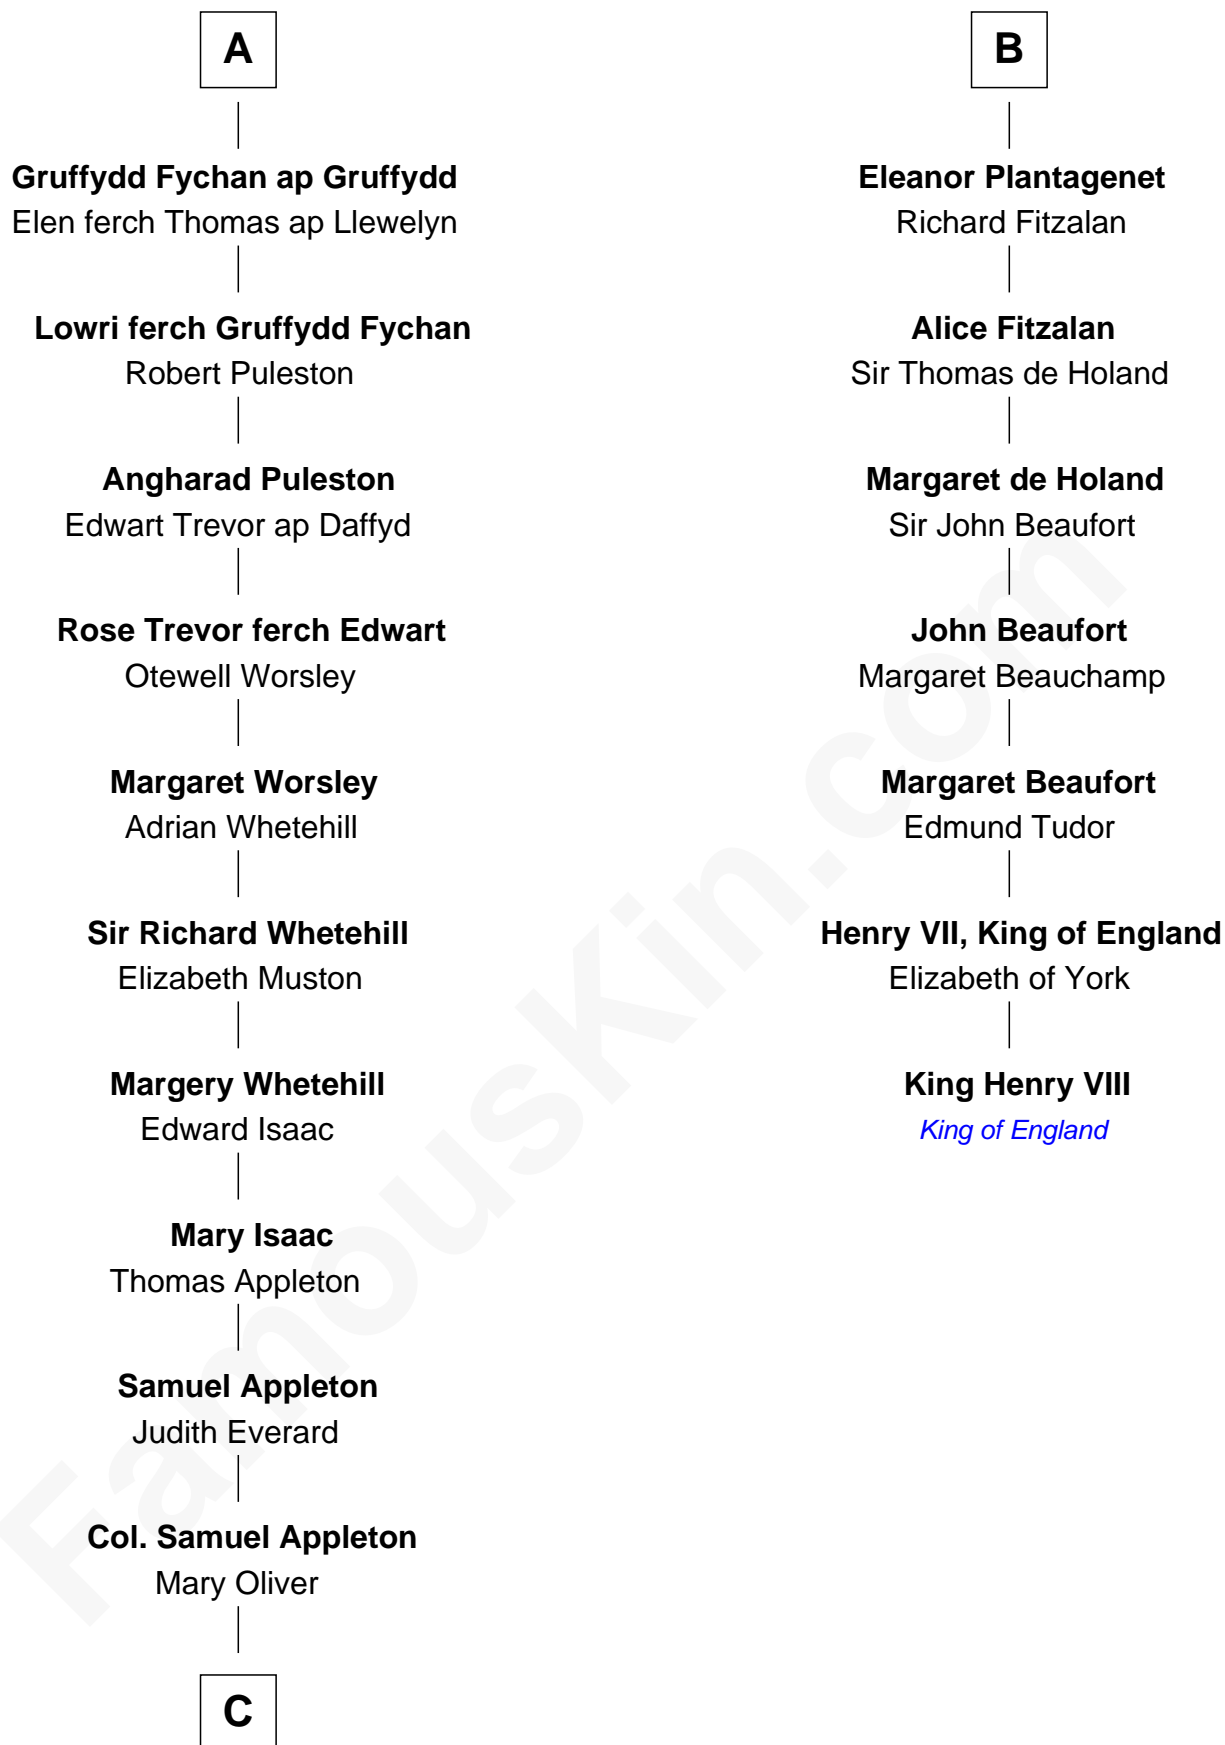 A
Gruffydd Fychan ap Gruffydd
Elen ferch Thomas ap Llewelyn
Lowri ferch Gruffydd Fychan
Robert Puleston
Angharad Puleston
Edwart Trevor ap Daffyd
Rose Trevor ferch Edwart
Otewell Worsley
Margaret Worsley
Adrian Whetehill
Sir Richard Whetehill
Elizabeth Muston
Margery Whetehill
Edward Isaac
Mary Isaac
Thomas Appleton
Samuel Appleton
Judith Everard
Col. Samuel Appleton
Mary Oliver
C
B
Eleanor Plantagenet
Richard Fitzalan
Alice Fitzalan
Sir Thomas de Holand
Margaret de Holand
Sir John Beaufort
John Beaufort
Margaret Beauchamp
Margaret Beaufort
Edmund Tudor
Henry VII, King of England
Elizabeth of York
King Henry VIII
King of England
FamousKin.com